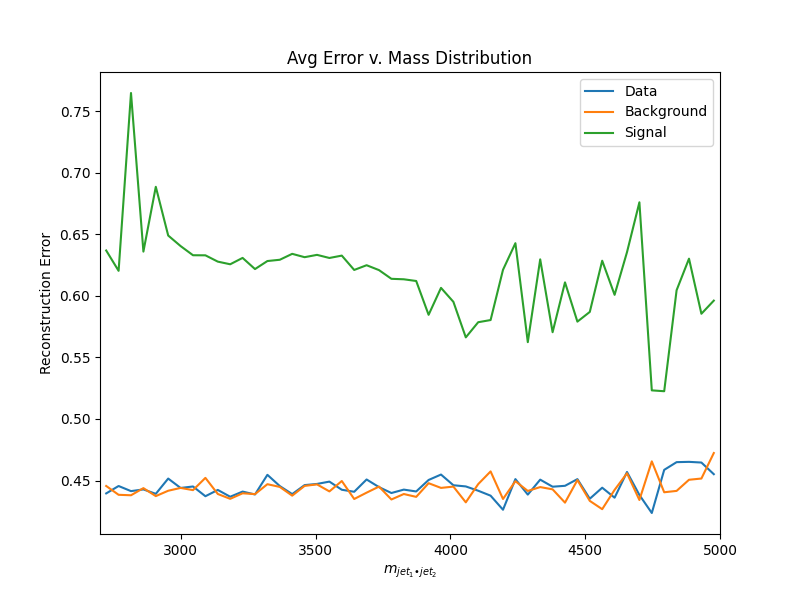 Avg Error v. Mass Distribution
Data
Background
Signal
Reconstruction Error
0.75
0.70
0.65
0.60
0.55
0.50
0.45
3000 3500 4000 4500 5000
m_{jet_1•jet_2}